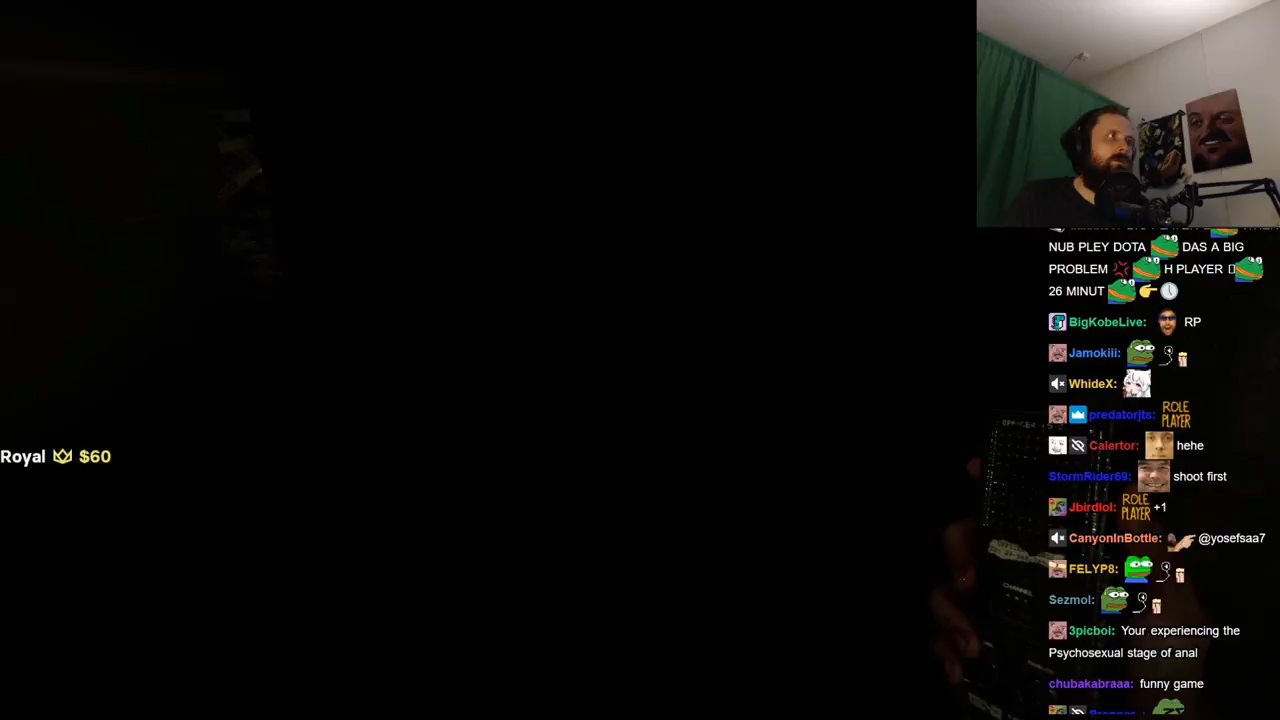 NUB PLEY DOTA DAS A BIG
PROBLEM H PLAYER
26 MINUT
BigKobeLive: RP
Jamokiii:
WhideX:
predatorjts: ROLE PLAYER
Calertor: hehe
Royal $60
StormRider69: shoot first
Jbirdlol: ROLE PLAYER +1
CanyonInBottle: @yosefsaa7
FELYP8:
CHANNEL
Sezmol:
3picboi: Your experiencing the
Psychosexual stage of anal
chubakabraaa: funny game